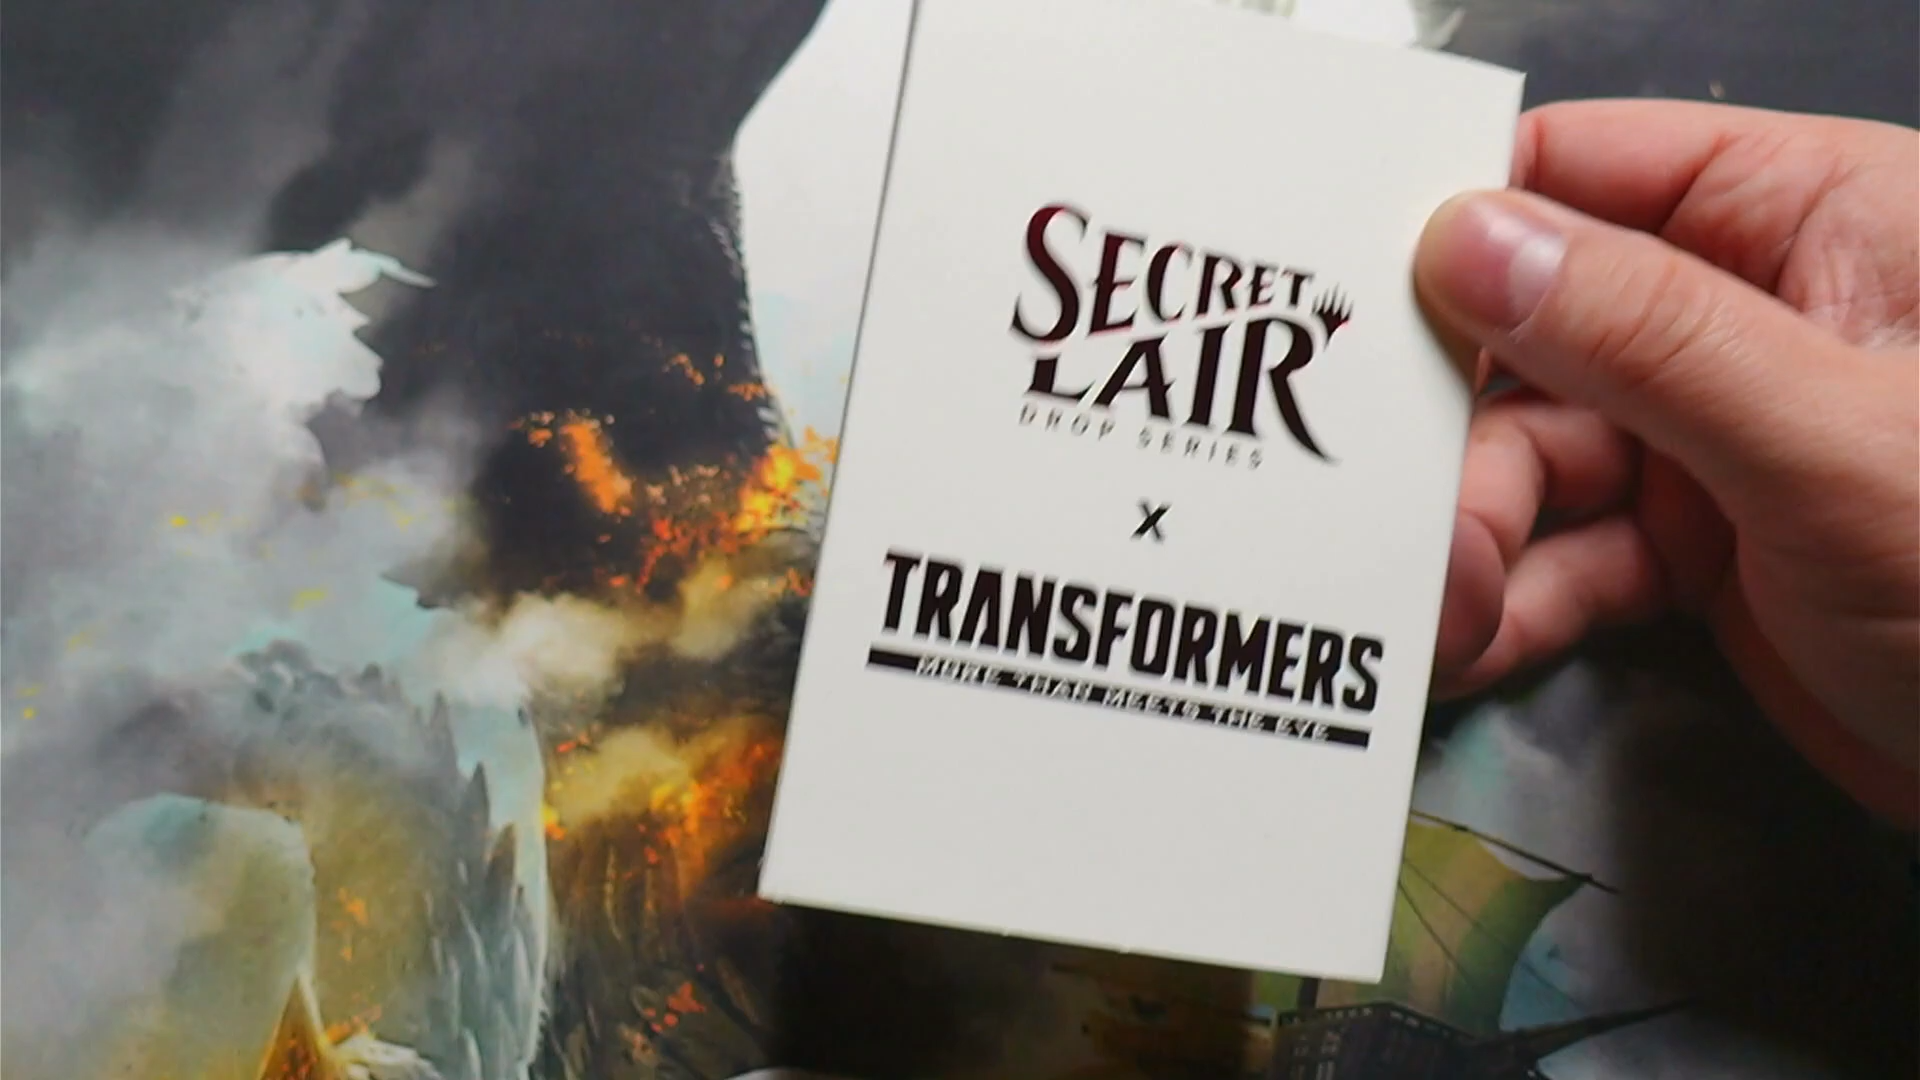 SECRET
LAIR
DROP SERIES
X
TRANSFORMERS
MORE THAN MEETS THE EYE